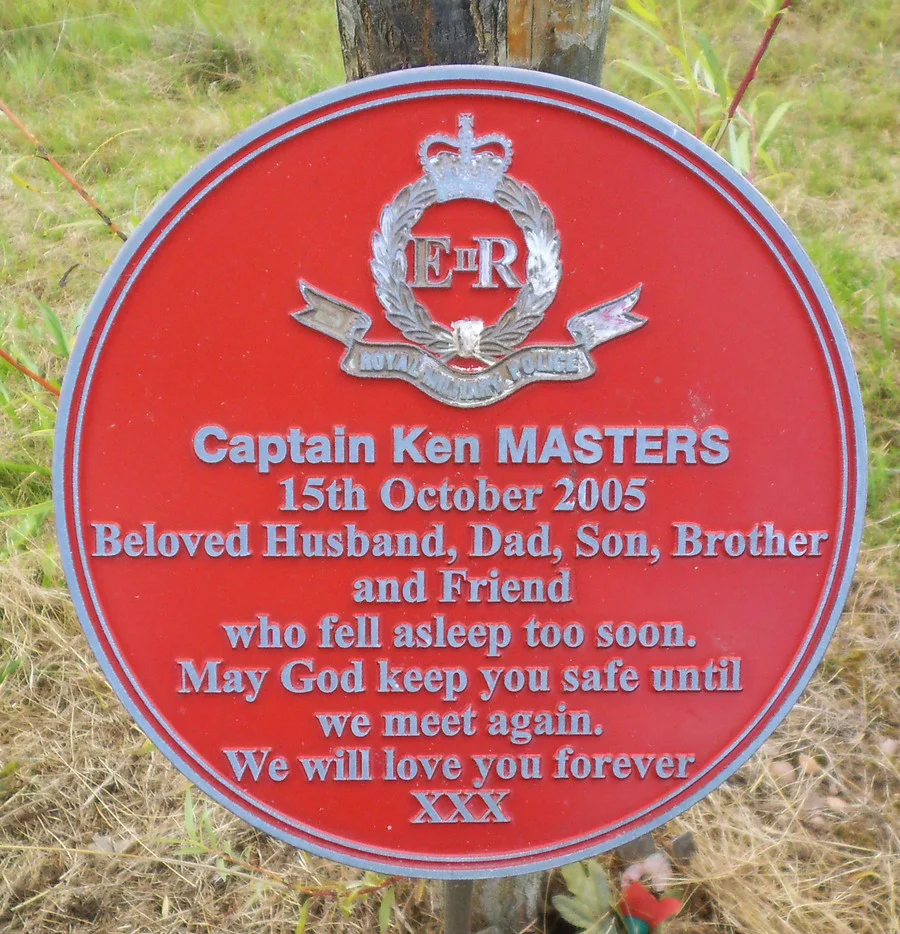 E II R
ROYAL MILITARY POLICE
Captain Ken MASTERS
15th October 2005
Beloved Husband, Dad, Son, Brother
and Friend
who fell asleep too soon.
May God keep you safe until
we meet again.
We will love you forever
XXX